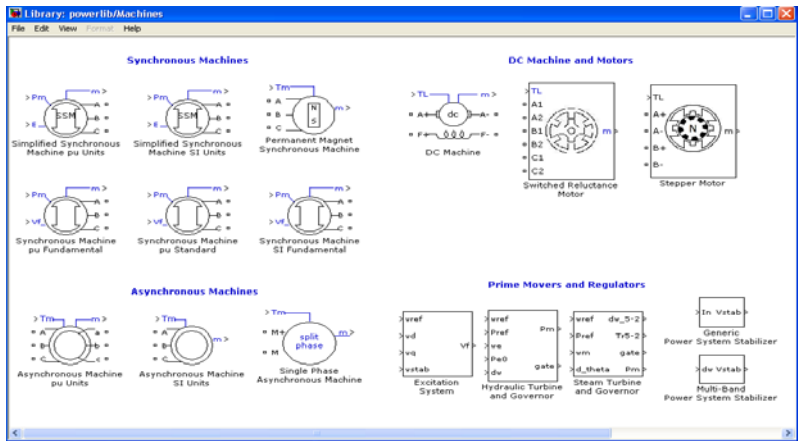 Library: powerlib/Machines
File Edit View Format Help
Synchronous Machines
>Pm m>
>E SSM A B C
Simplified Synchronous
Machine pu Units
>Pm m>
>E SSM A B C
Simplified Synchronous
Machine SI Units
>Tm
A
B
C
N
S
m>
Permanent Magnet
Synchronous Machine
>Pm m>
>Vf_ A B C
Synchronous Machine
pu Fundamental
>Pm m>
>Vf_ A B C
Synchronous Machine
pu Standard
>Pm m>
>Vf_ A B C
Synchronous Machine
SI Fundamental
DC Machine and Motors
>TL m>
A+ dc A-
F+ F-
DC Machine
>TL
A1
A2
B1
B2
C1
C2
m>
Switched Reluctance
Motor
>TL
A+
A-
B+
B-
N
m>
Stepper Motor
Asynchronous Machines
>Tm m>
A a
B b
C c
Asynchronous Machine
pu Units
>Tm
A
B
C
m>
Asynchronous Machine
SI Units
>Tm
M+
M
split
phase
m>
Single Phase
Asynchronous Machine
Prime Movers and Regulators
>vref
>vd
>vq
>vstab
Vf>
Excitation
System
>wref
>Pref
>we
>Pe0
>dw
Pm>
gate>
Hydraulic Turbine
and Governor
>wref dw_5-2>
>Pref Tr5-2>
>wm gate>
>d_theta Pm>
Steam Turbine
and Governor
>In Vstab>
Generic
Power System Stabilizer
>dw Vstab>
Multi-Band
Power System Stabilizer